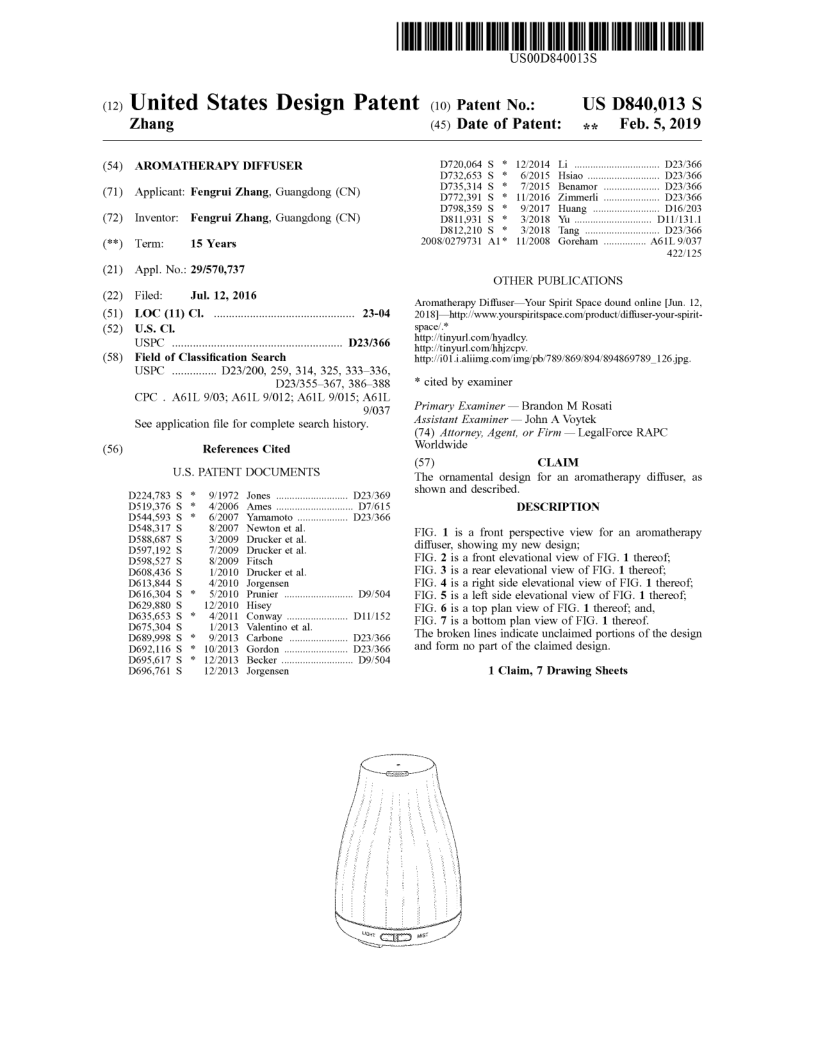 US00D840013S
(12) United States Design Patent (10) Patent No.: US D840,013 S
Zhang (45) Date of Patent: ** Feb. 5, 2019
(54) AROMATHERAPY DIFFUSER
(71) Applicant: Fengrui Zhang, Guangdong (CN)
(72) Inventor: Fengrui Zhang, Guangdong (CN)
(**) Term: 15 Years
(21) Appl. No.: 29/570,737
(22) Filed: Jul. 12, 2016
(51) LOC (11) Cl. ............................................... 23-04
(52) U.S. Cl.
USPC ......................................................... D23/366
(58) Field of Classification Search
USPC ............... D23/200, 259, 314, 325, 333–336,
D23/355–367, 386–388
CPC . A61L 9/03; A61L 9/012; A61L 9/015; A61L
9/037
See application file for complete search history.
(56) References Cited
U.S. PATENT DOCUMENTS
D224,783 S * 9/1972 Jones ........................... D23/369
D519,376 S * 4/2006 Ames ............................. D7/615
D544,593 S * 6/2007 Yamamoto ................... D23/366
D548,317 S 8/2007 Newton et al.
D588,687 S 3/2009 Drucker et al.
D597,192 S 7/2009 Drucker et al.
D598,527 S 8/2009 Fitsch
D608,436 S 1/2010 Drucker et al.
D613,844 S 4/2010 Jorgensen
D616,304 S * 5/2010 Prunier .......................... D9/504
D629,880 S 12/2010 Hisey
D635,653 S * 4/2011 Conway ....................... D11/152
D675,304 S 1/2013 Valentino et al.
D689,998 S * 9/2013 Carbone ...................... D23/366
D692,116 S * 10/2013 Gordon ........................ D23/366
D695,617 S * 12/2013 Becker ........................... D9/504
D696,761 S 12/2013 Jorgensen
D720,064 S * 12/2014 Li ................................ D23/366
D732,653 S * 6/2015 Hsiao ........................... D23/366
D735,314 S * 7/2015 Benamor ..................... D23/366
D772,391 S * 11/2016 Zimmerli ..................... D23/366
D798,359 S * 9/2017 Huang ......................... D16/203
D811,931 S * 3/2018 Yu ............................. D11/131.1
D812,210 S * 3/2018 Tang ............................ D23/366
2008/0279731 A1* 11/2008 Goreham ................ A61L 9/037
422/125
OTHER PUBLICATIONS
Aromatherapy Diffuser—Your Spirit Space dound online [Jun. 12,
2018]—http://www.yourspiritspace.com/product/diffuser-your-spirit-
space/.*
http://tinyurl.com/hyadlcy.
http://tinyurl.com/hhjzcpv.
http://i01.i.aliimg.com/img/pb/789/869/894/894869789_126.jpg.
* cited by examiner
Primary Examiner — Brandon M Rosati
Assistant Examiner — John A Voytek
(74) Attorney, Agent, or Firm — LegalForce RAPC
Worldwide
(57) CLAIM
The ornamental design for an aromatherapy diffuser, as
shown and described.
DESCRIPTION
FIG. 1 is a front perspective view for an aromatherapy
diffuser, showing my new design;
FIG. 2 is a front elevational view of FIG. 1 thereof;
FIG. 3 is a rear elevational view of FIG. 1 thereof;
FIG. 4 is a right side elevational view of FIG. 1 thereof;
FIG. 5 is a left side elevational view of FIG. 1 thereof;
FIG. 6 is a top plan view of FIG. 1 thereof; and,
FIG. 7 is a bottom plan view of FIG. 1 thereof.
The broken lines indicate unclaimed portions of the design
and form no part of the claimed design.
1 Claim, 7 Drawing Sheets
LIGHT MIST